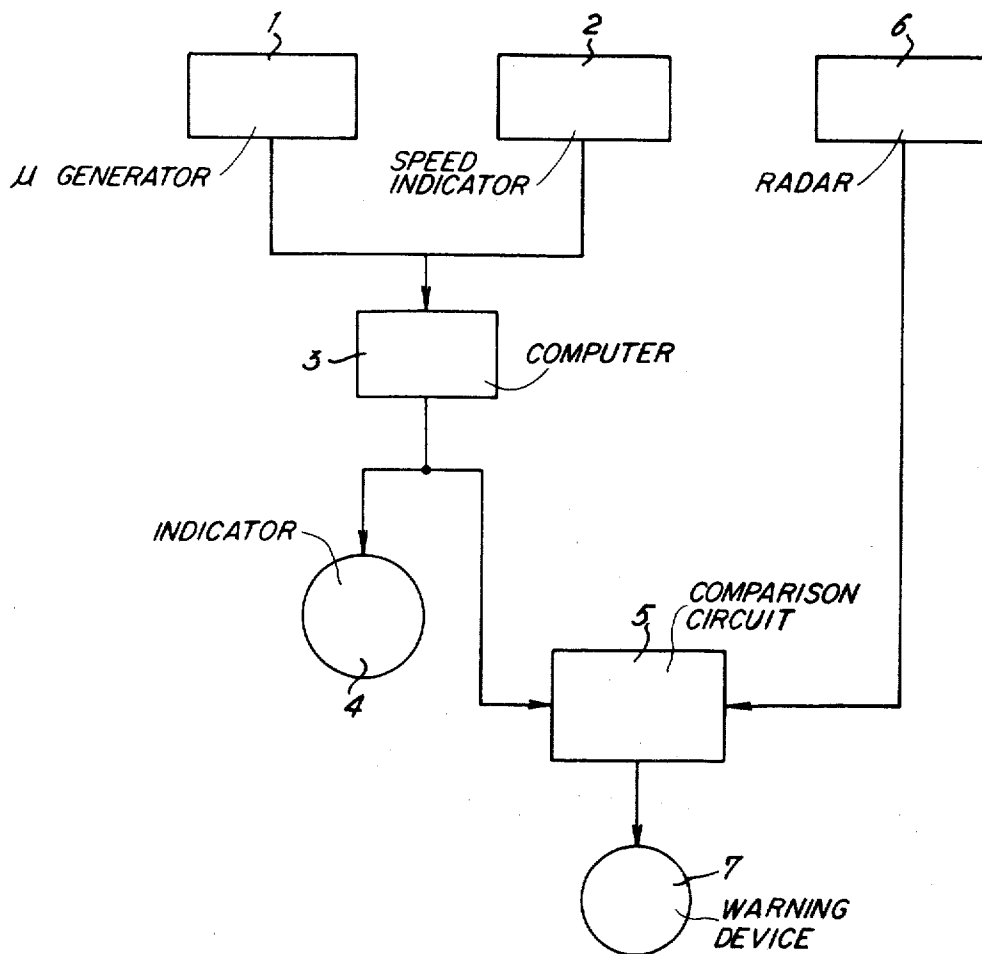 1
2
6
μ GENERATOR
SPEED
INDICATOR
RADAR
3
COMPUTER
INDICATOR
4
5
COMPARISON
CIRCUIT
7
WARNING
DEVICE